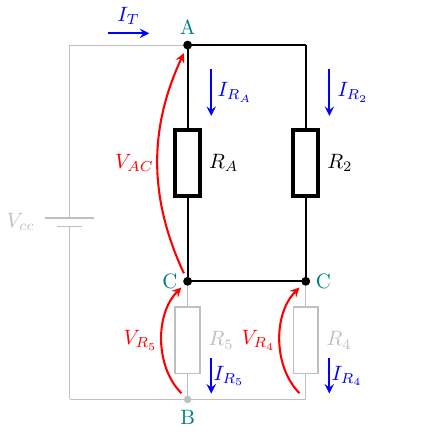 I_T
A
I_{R_A} I_{R_2}
V_{AC} R_A R_2
V_{cc}
C C
V_{R_5} R_5 V_{R_4} R_4
I_{R_5} I_{R_4}
B